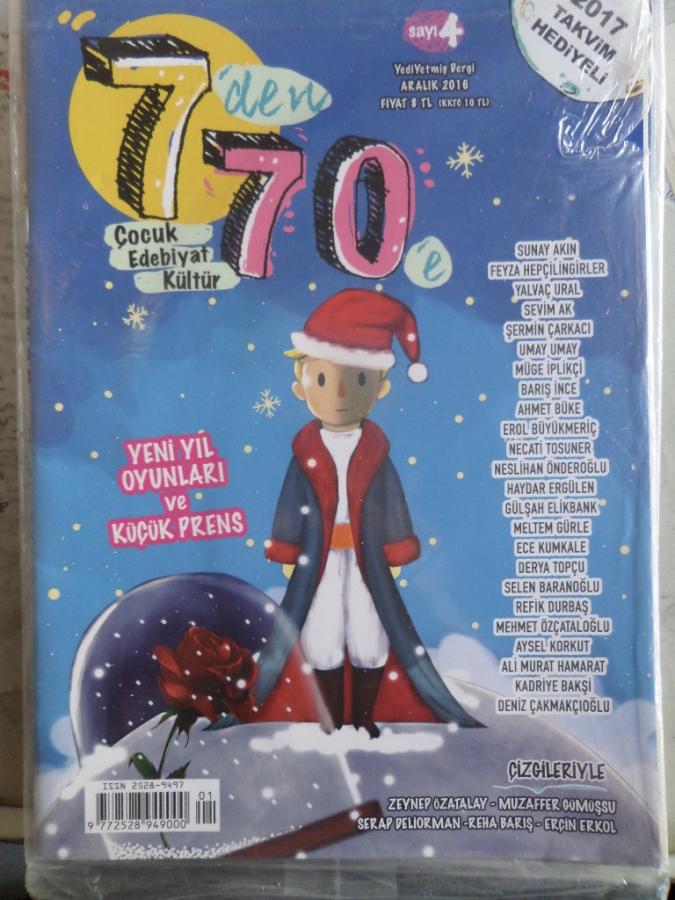 2017
TAKVİM
HEDİYELİ
sayı 4
YediYetmiş Dergi
ARALIK 2016
FİYAT 8 TL (KKTC 10 TL)
7den
70e
Çocuk
Edebiyat
Kültür
SUNAY AKIN
FEYZA HEPÇİLİNGİRLER
YALVAÇ URAL
SEVİM AK
ŞERMİN ÇARKACI
UMAY UMAY
MÜGE İPLİKÇİ
BARIŞ İNCE
AHMET BÜKE
EROL BÜYÜKMERİÇ
NECATİ TOSUNER
NESLİHAN ÖNDEROĞLU
HAYDAR ERGÜLEN
GÜLŞAH ELİKBANK
MELTEM GÜRLE
ECE KUMKALE
DERYA TOPÇU
SELEN BARANOĞLU
REFİK DURBAŞ
MEHMET ÖZÇATALOĞLU
AYSEL KORKUT
ALİ MURAT HAMARAT
KADRİYE BAKŞİ
DENİZ ÇAKMAKÇIOĞLU
YENİ YIL
OYUNLARI
ve
KÜÇÜK PRENS
ÇİZGİLERİYLE
ZEYNEP ÖZATALAY - MUZAFFER GÜMÜŞSU
SERAP DELİORMAN -REHA BARIŞ - ERÇİN ERKOL
ISSN 2528-9497
01
9 772528 949000